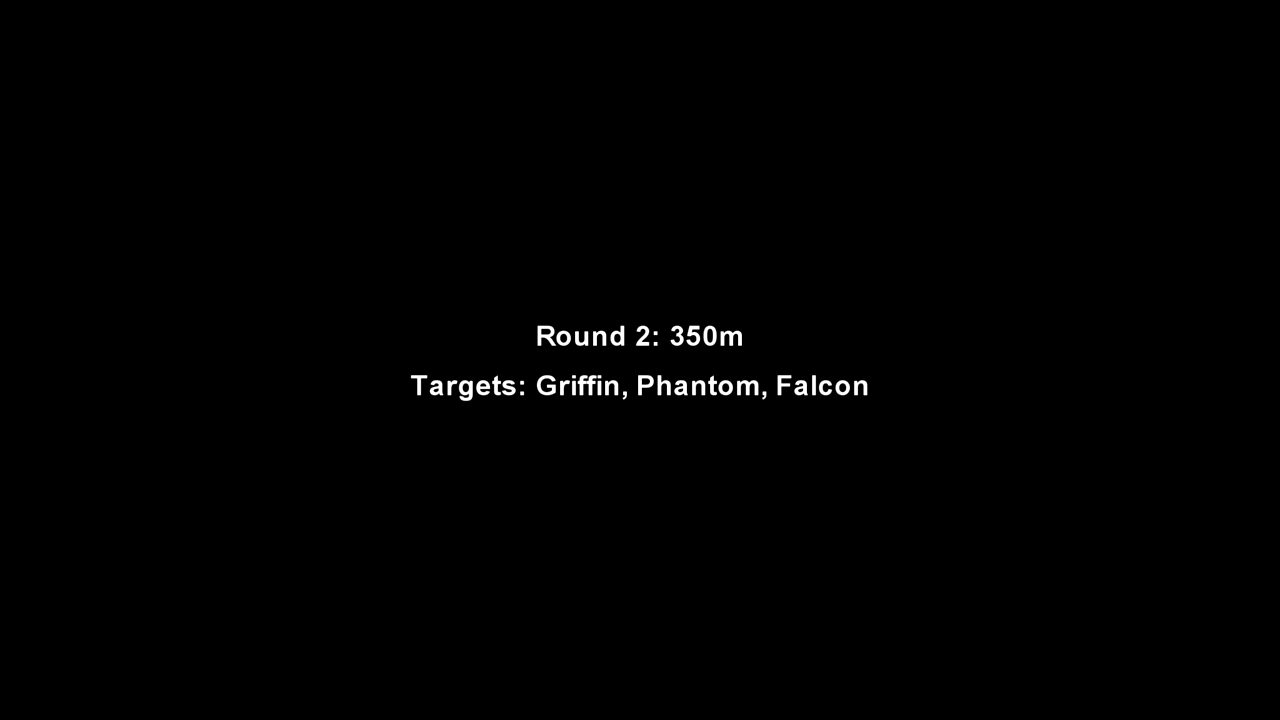 Round 2: 350m
Targets: Griffin, Phantom, Falcon